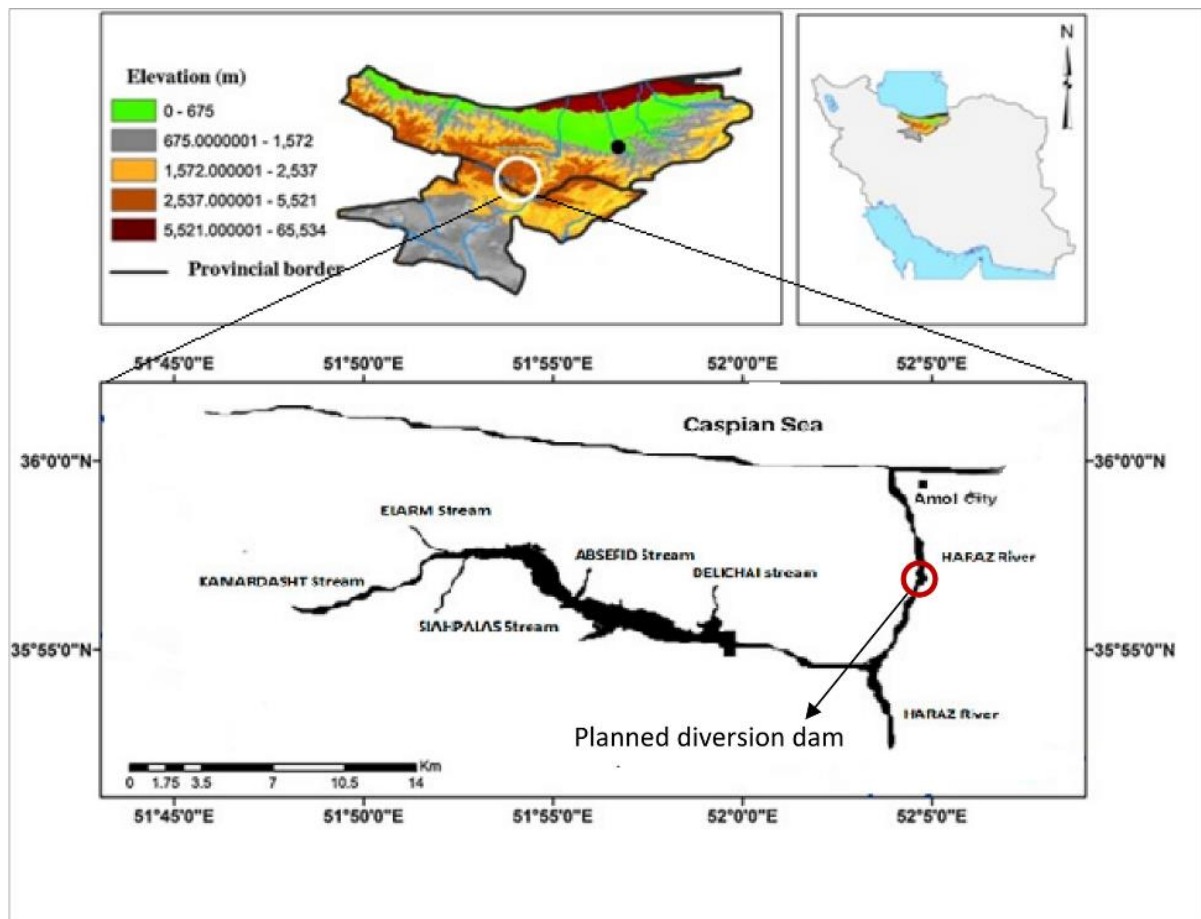 Elevation (m)
0 - 675
675.0000001 - 1,572
1,572.000001 - 2,537
2,537.000001 - 5,521
5,521.000001 - 65,534
Provincial border
N
51°45'0"E 51°50'0"E 51°55'0"E 52°0'0"E 52°5'0"E
Caspian Sea
36°0'0"N 36°0'0"N
Amol City
ELARM Stream
ABSEFID Stream
HARAZ River
KAMARDASHT Stream
DELICHAI stream
SIAHPALAS Stream
35°55'0"N 35°55'0"N
HARAZ River
Planned diversion dam
Km
0 1.75 3.5 7 10.5 14
51°45'0"E 51°50'0"E 51°55'0"E 52°0'0"E 52°5'0"E